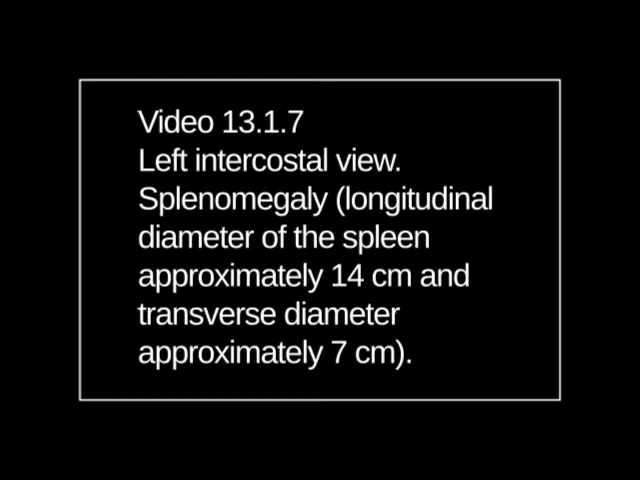 Video 13.1.7
Left intercostal view.
Splenomegaly (longitudinal
diameter of the spleen
approximately 14 cm and
transverse diameter
approximately 7 cm).